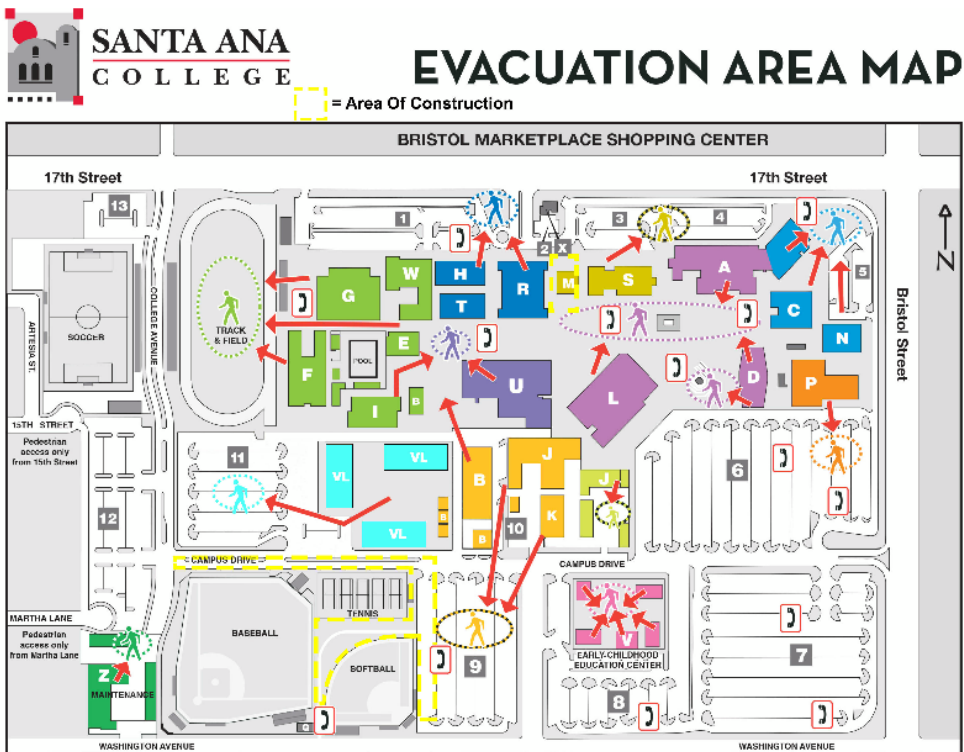 SANTA ANA
COLLEGE
EVACUATION AREA MAP
= Area Of Construction
BRISTOL MARKETPLACE SHOPPING CENTER
17th Street
17th Street
13
1
2
X
3
4
5
N
Bristol Street
COLLEGE AVENUE
ARTESIA ST.
SOCCER
TRACK
& FIELD
G
W
H
T
R
M
S
A
C
N
F
E
POOL
I
B
U
L
D
P
15TH STREET
Pedestrian
access only
from 15th Street
11
12
VL
VL
VL
B
B
B
B
J
J
K
10
6
CAMPUS DRIVE
CAMPUS DRIVE
MARTHA LANE
Pedestrian
access only
from Martha Lane
Z
MAINTENANCE
BASEBALL
TENNIS
SOFTBALL
9
V
EARLY-CHILDHOOD
EDUCATION CENTER
8
7
WASHINGTON AVENUE
WASHINGTON AVENUE